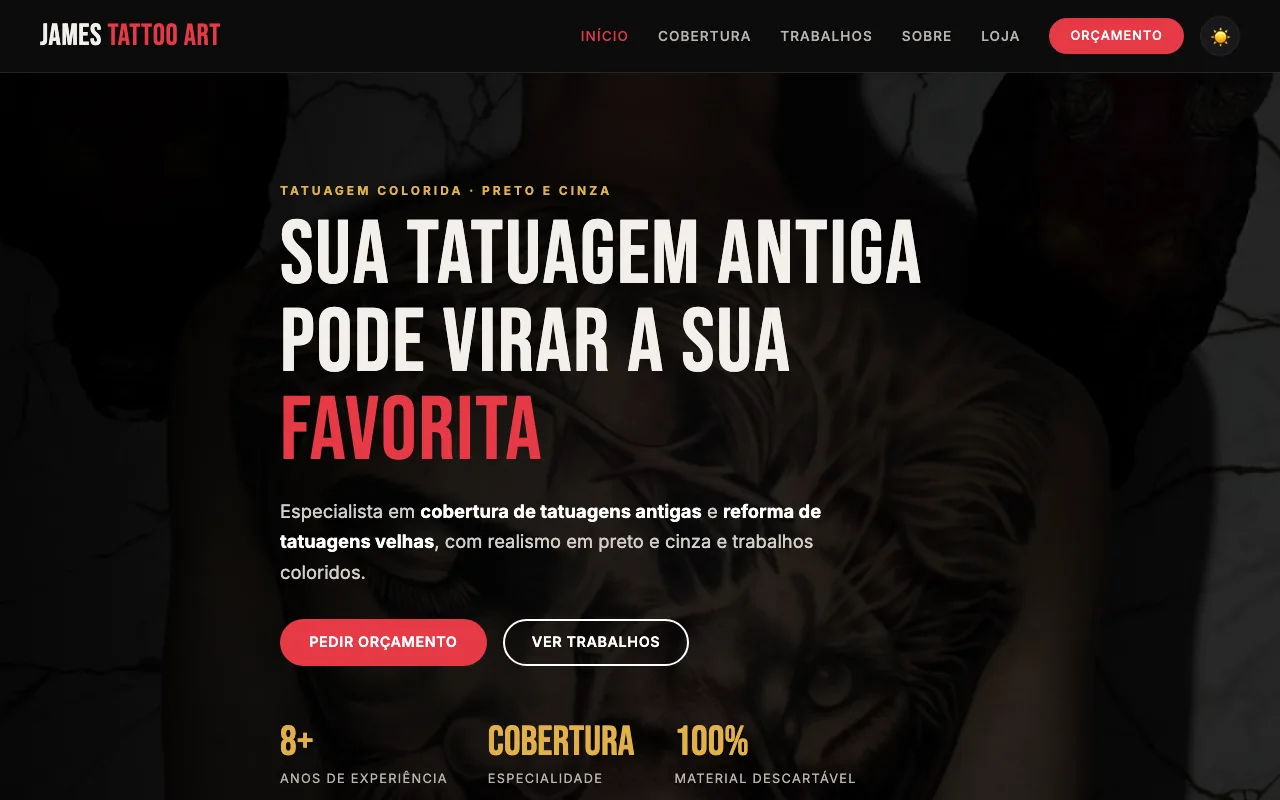 JAMES TATTOO ART
INÍCIO
COBERTURA
TRABALHOS
SOBRE
LOJA
ORÇAMENTO
TATUAGEM COLORIDA · PRETO E CINZA
SUA TATUAGEM ANTIGA
PODE VIRAR A SUA
FAVORITA
Especialista em cobertura de tatuagens antigas e reforma de
tatuagens velhas, com realismo em preto e cinza e trabalhos
coloridos.
PEDIR ORÇAMENTO
VER TRABALHOS
8+
ANOS DE EXPERIÊNCIA
COBERTURA
ESPECIALIDADE
100%
MATERIAL DESCARTÁVEL